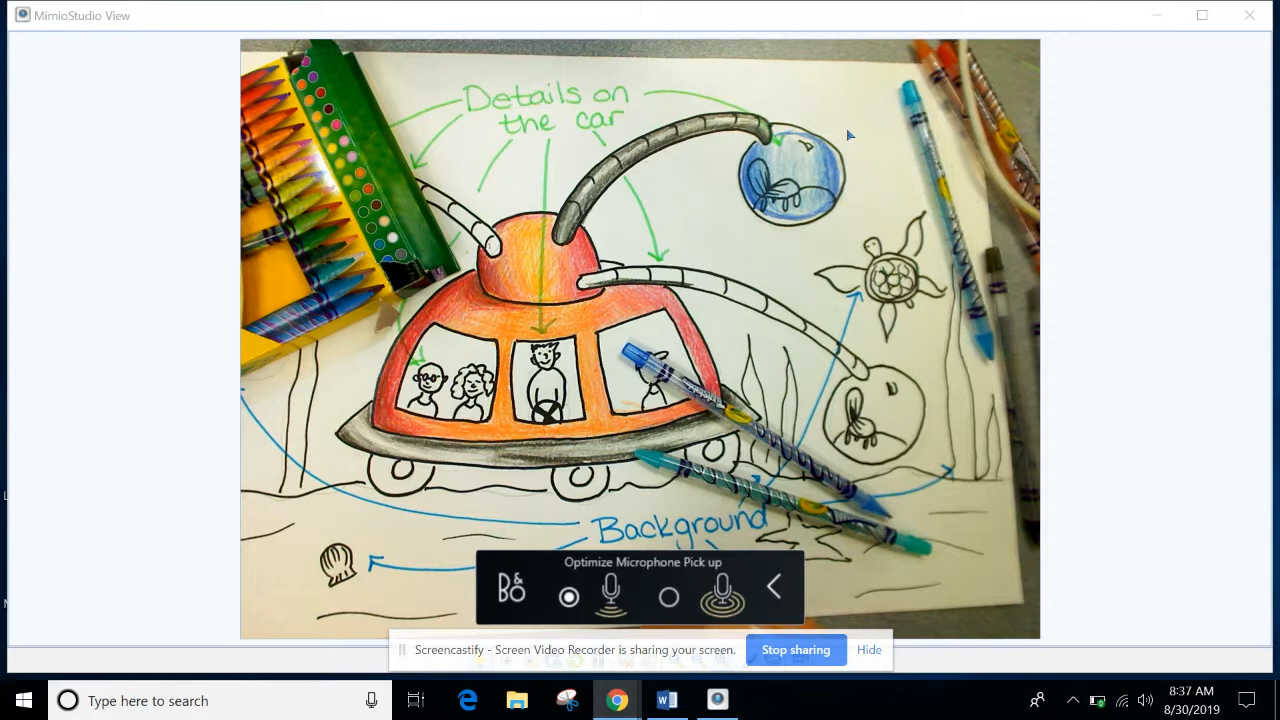 MimioStudio View
Details on
the car
Background
Optimize Microphone Pick up
B&O
Screencastify - Screen Video Recorder is sharing your screen.
Stop sharing
Hide
Type here to search
8:37 AM
8/30/2019